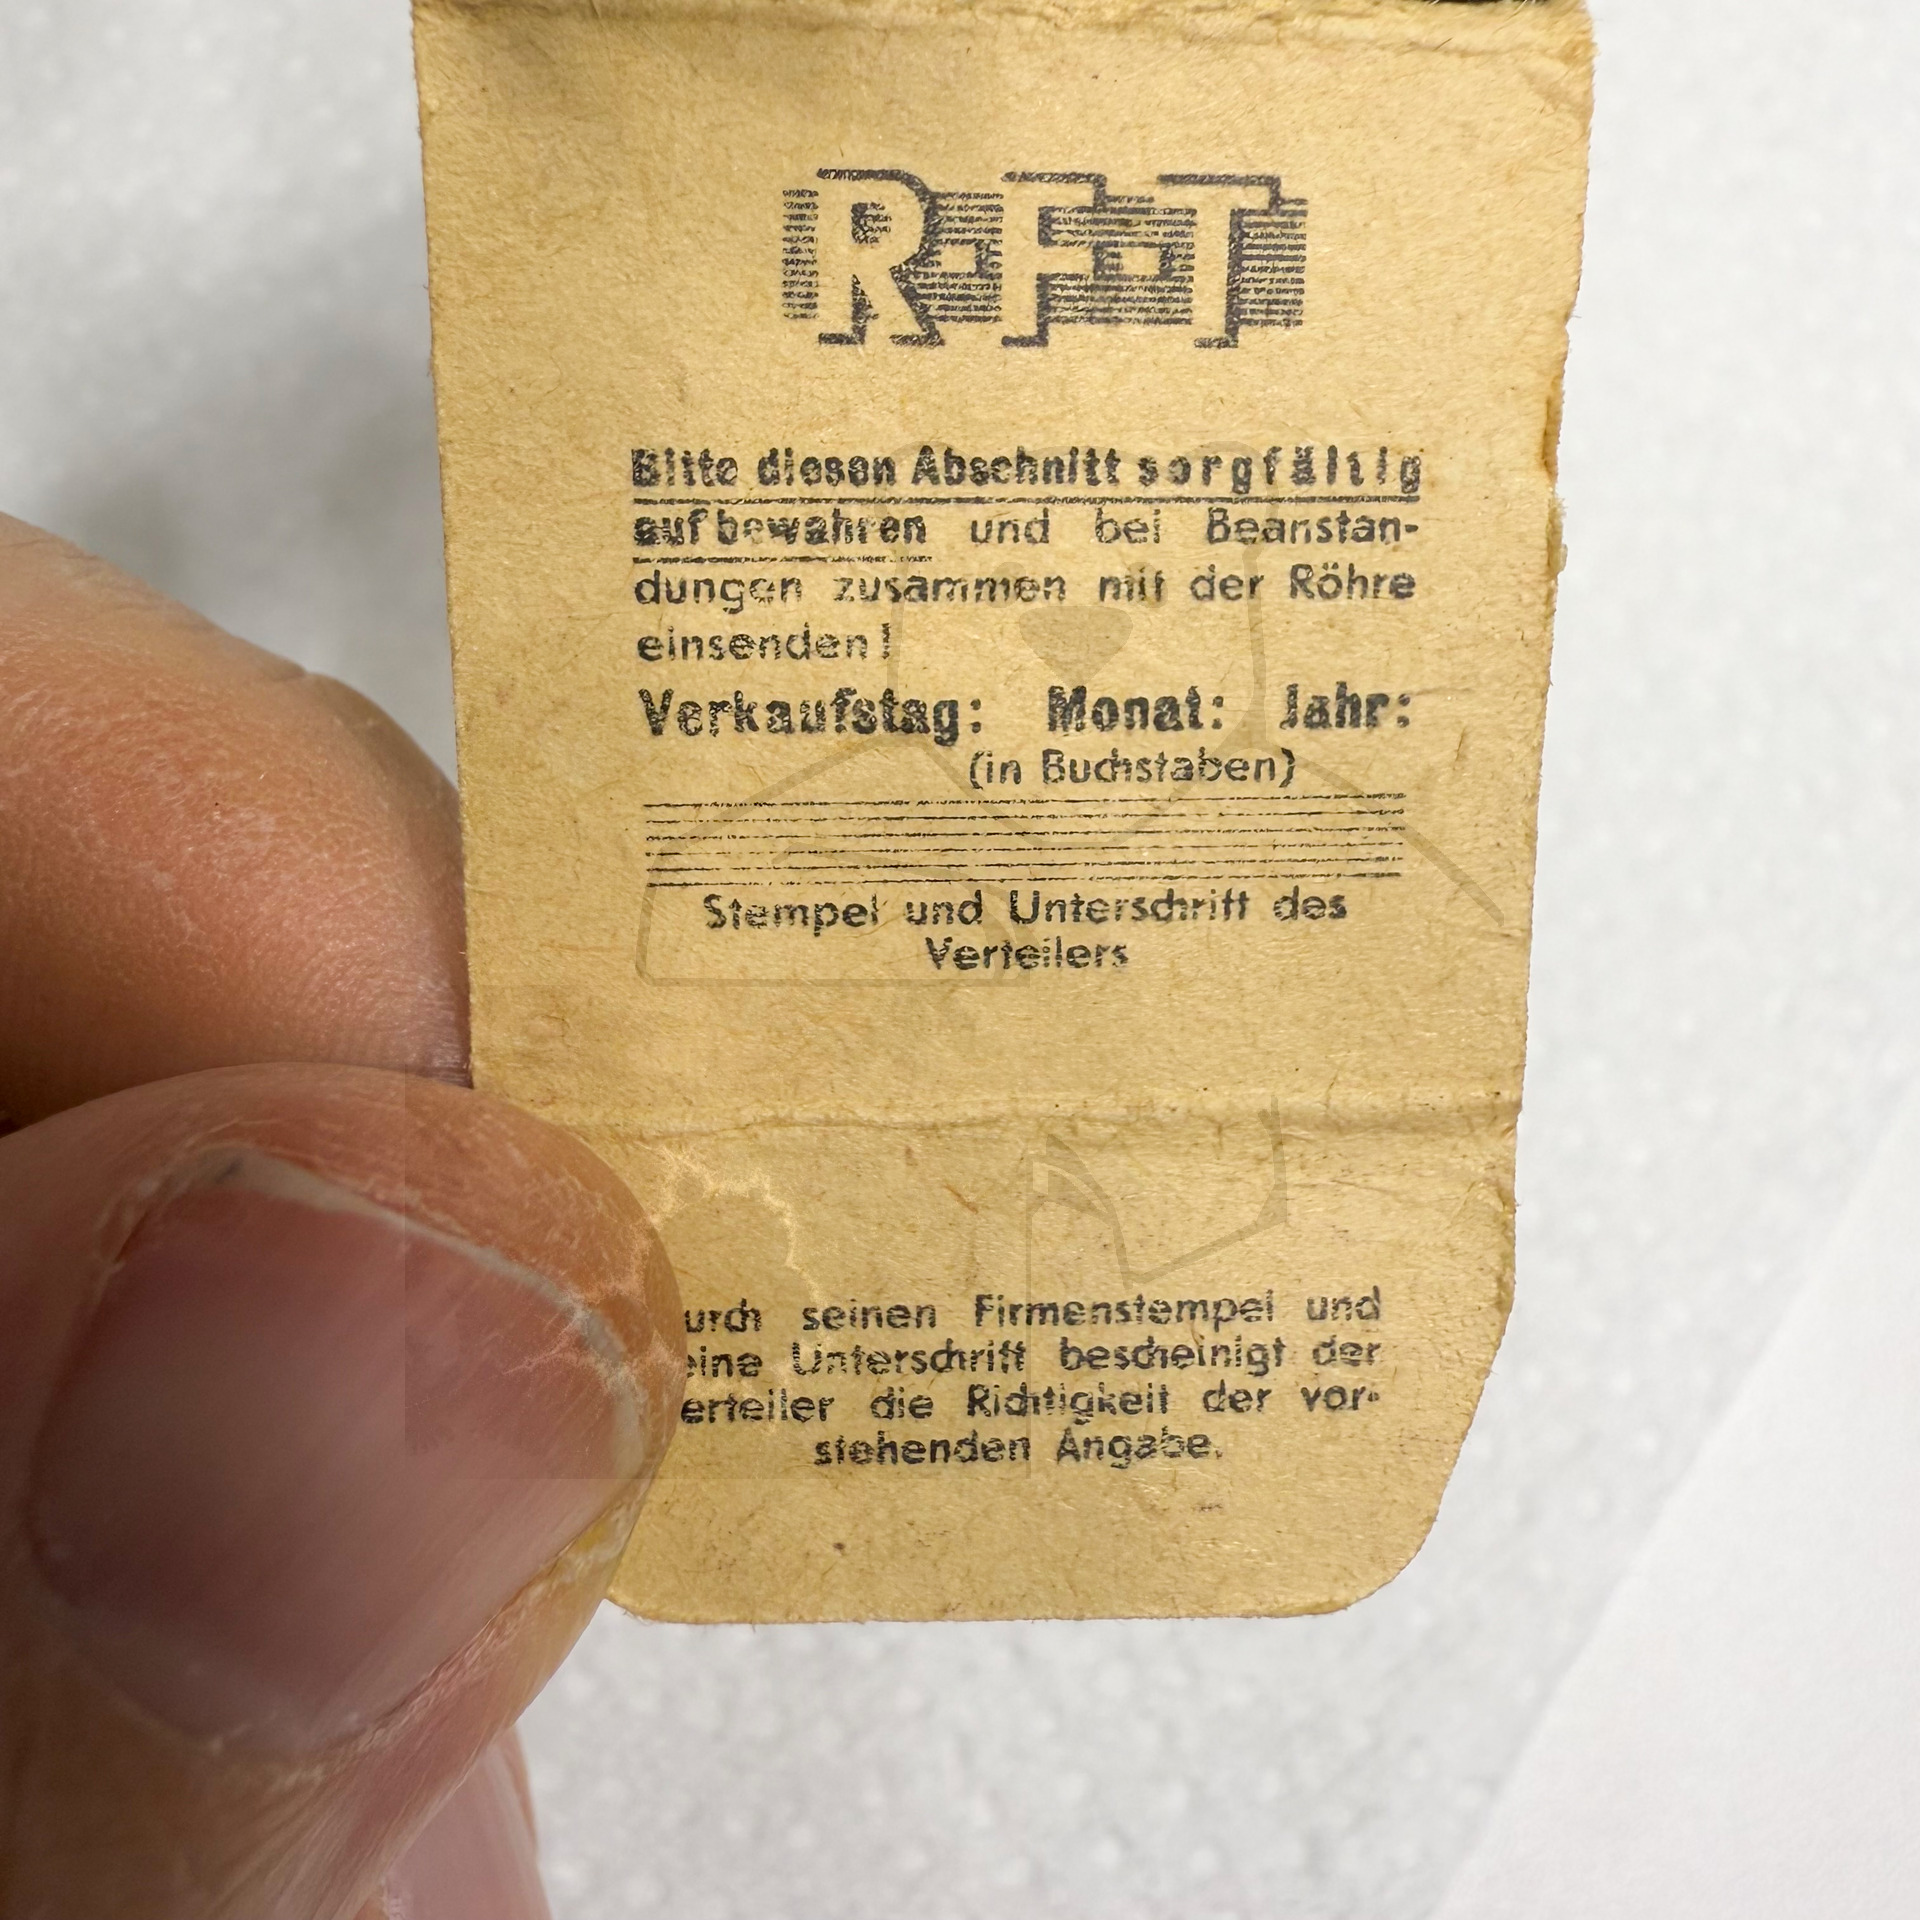 RFT
Bitte diesen Abschnitt sorgfältig
aufbewahren und bei Beanstan-
dungen zusammen mit der Röhre
einsenden!
Verkaufstag: Monat: Jahr:
(in Buchstaben)
Stempel und Unterschrift des
Verteilers
urch seinen Firmenstempel und
eine Unterschrift bescheinigt der
erteiler die Richtigkeit der vor-
stehenden Angabe.